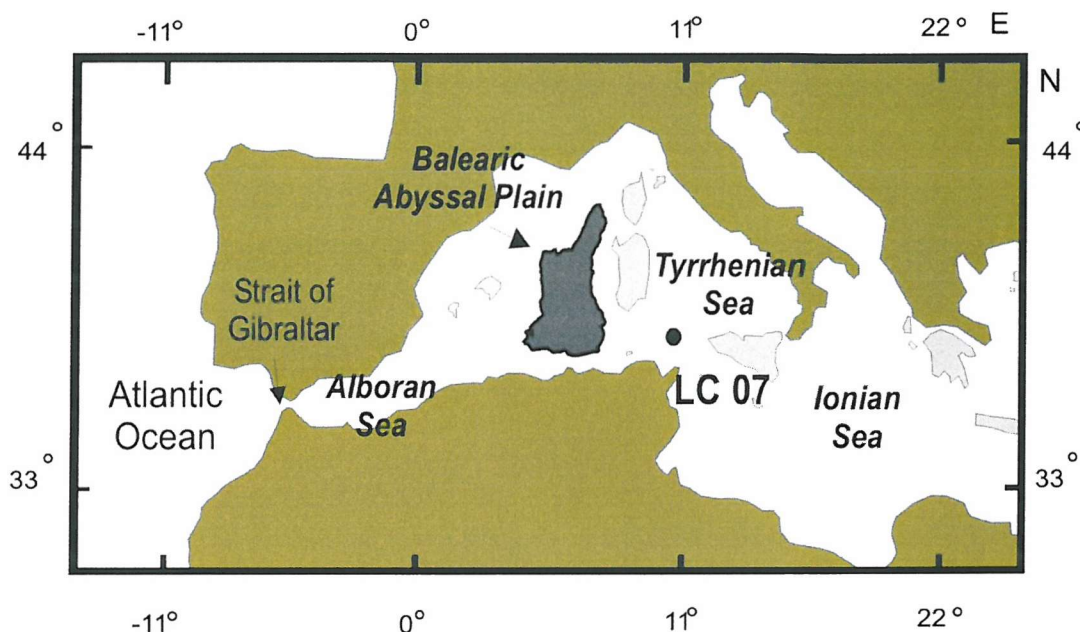 -11° 0° 11° 22° E
N
44° 44°
Balearic
Abyssal Plain
Tyrrhenian
Sea
Strait of
Gibraltar
LC 07
Alboran
Sea
Atlantic
Ocean
Ionian
Sea
33° 33°
-11° 0° 11° 22°